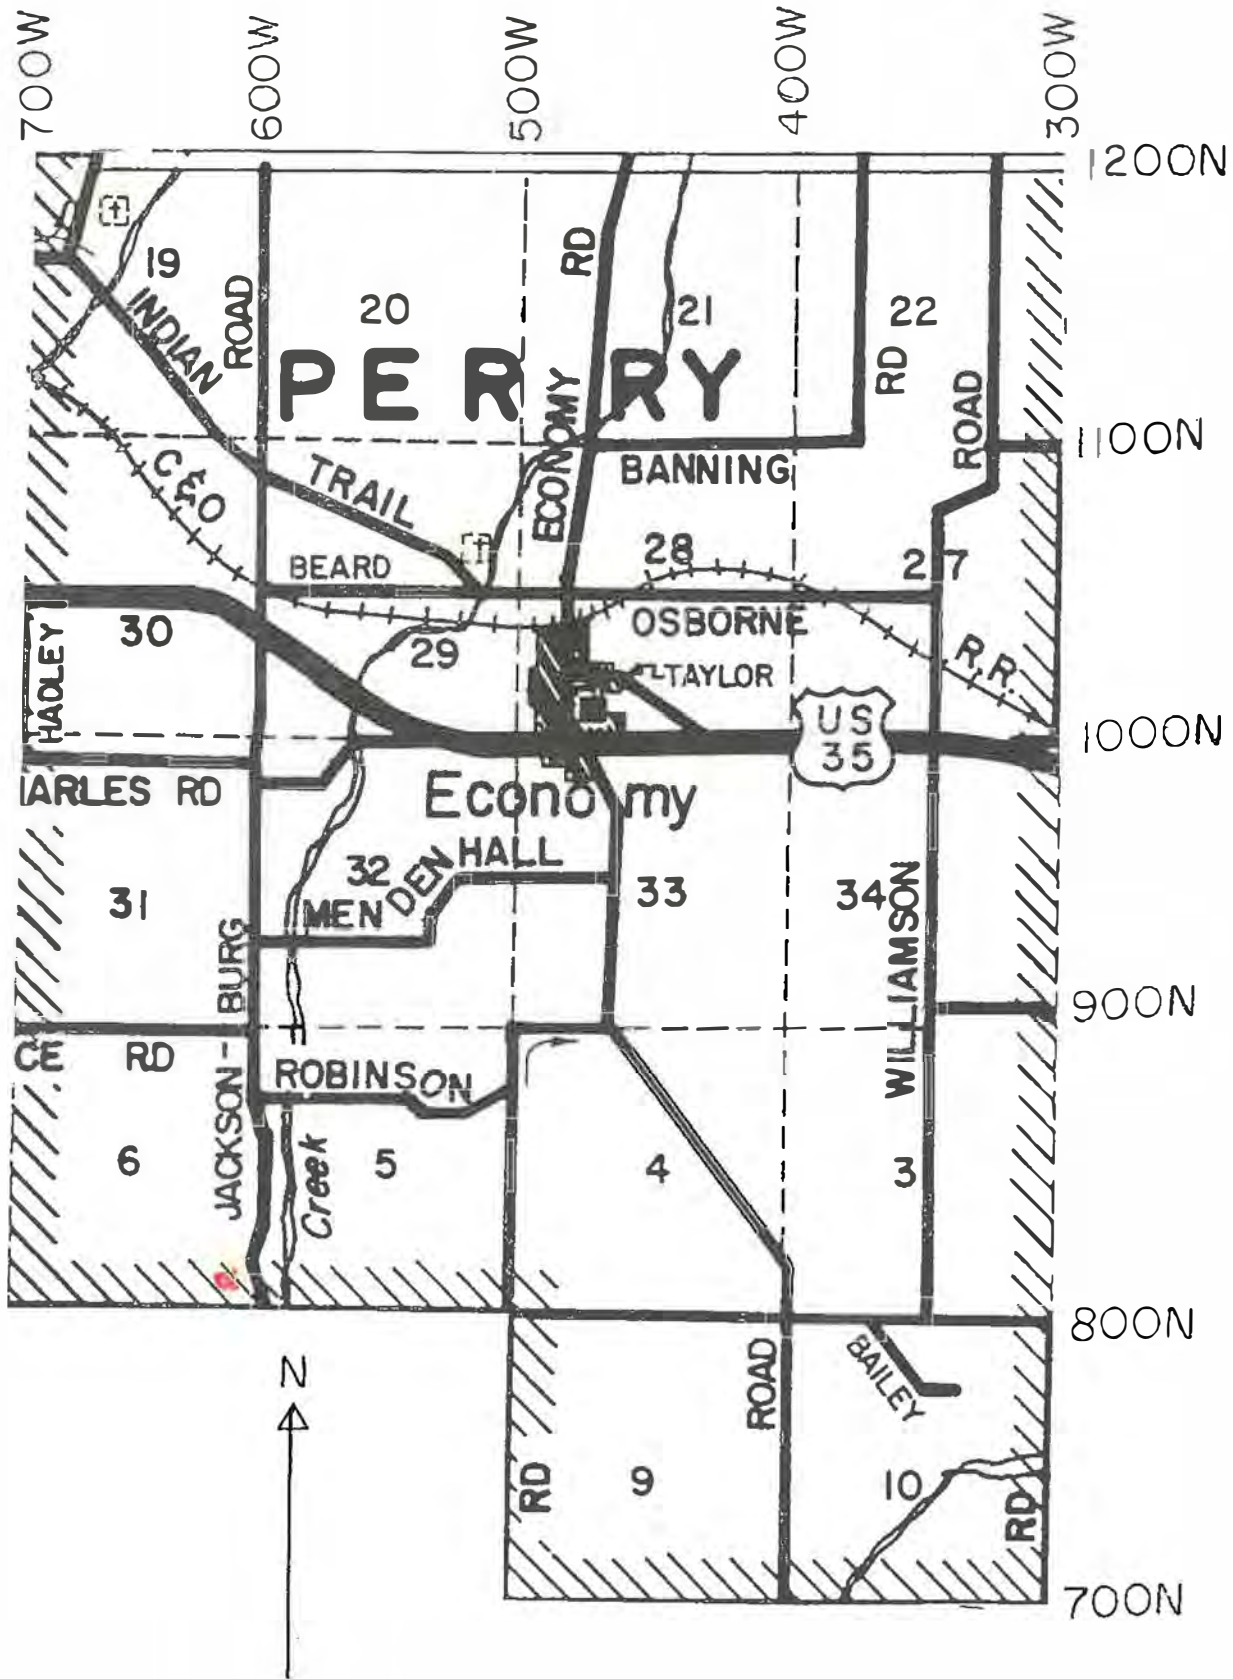 700W
600W
500W
400W
300W
1200N
19
INDIAN
ROAD
20
RD
21
22
RD
PERRY
ECONOMY
ROAD
1100N
BANNING
C&O
TRAIL
28
27
BEARD
OSBORNE
30
29
HADLEY
TAYLOR
R.R.
US
35
1000N
IARLES RD
Economy
HALL
DEN
MEN
32
31
33
34
WILLIAMSON
JACKSON-BURG
900N
CE RD
ROBINSON
6
Creek
5
4
3
800N
N
ROAD
BAILEY
RD
9
10
RD
700N